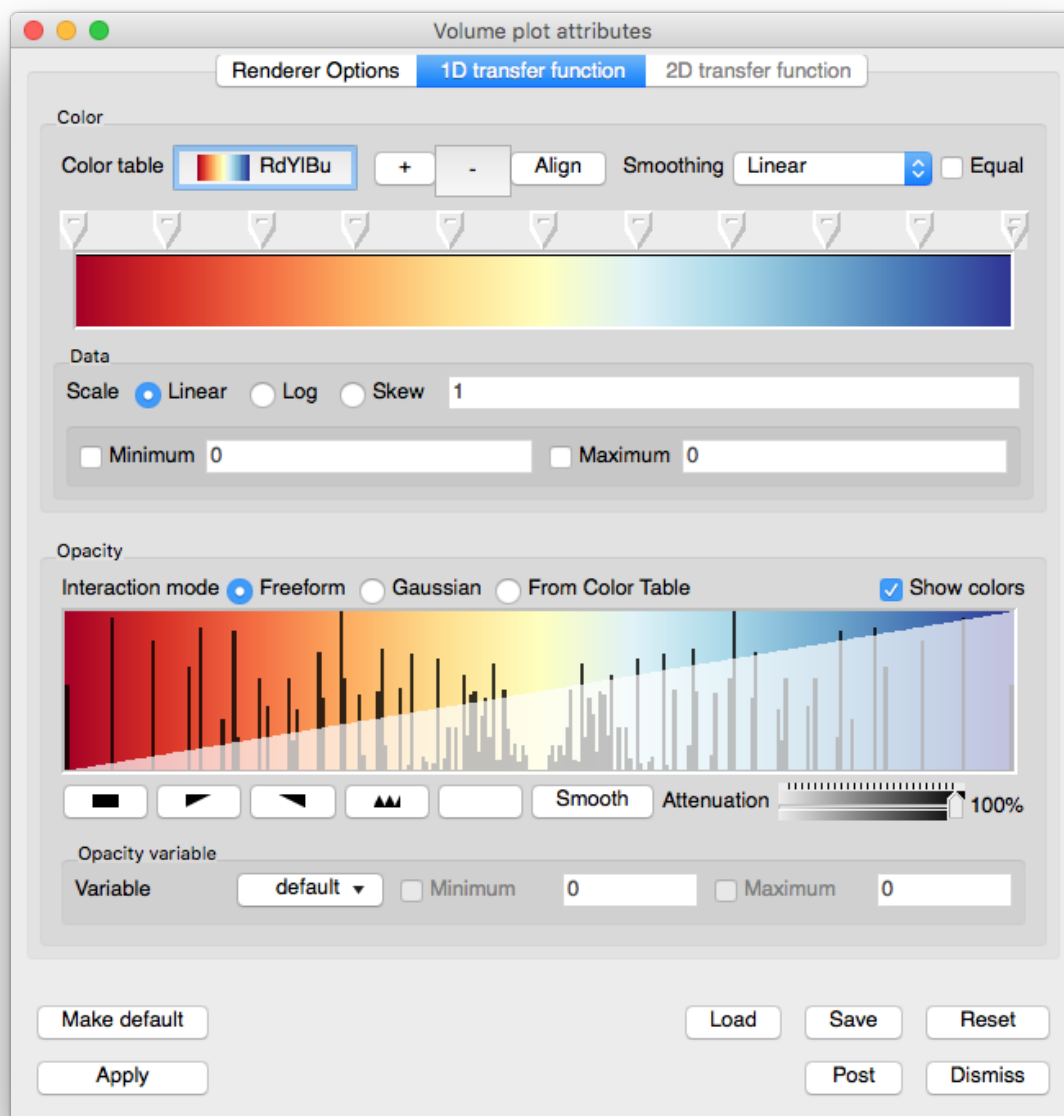 Volume plot attributes
Renderer Options 1D transfer function 2D transfer function
Color
Color table RdYlBu + - Align Smoothing Linear Equal
Data
Scale Linear Log Skew 1
Minimum 0 Maximum 0
Opacity
Interaction mode Freeform Gaussian From Color Table Show colors
Smooth Attenuation 100%
Opacity variable
Variable default Minimum 0 Maximum 0
Make default Load Save Reset
Apply Post Dismiss